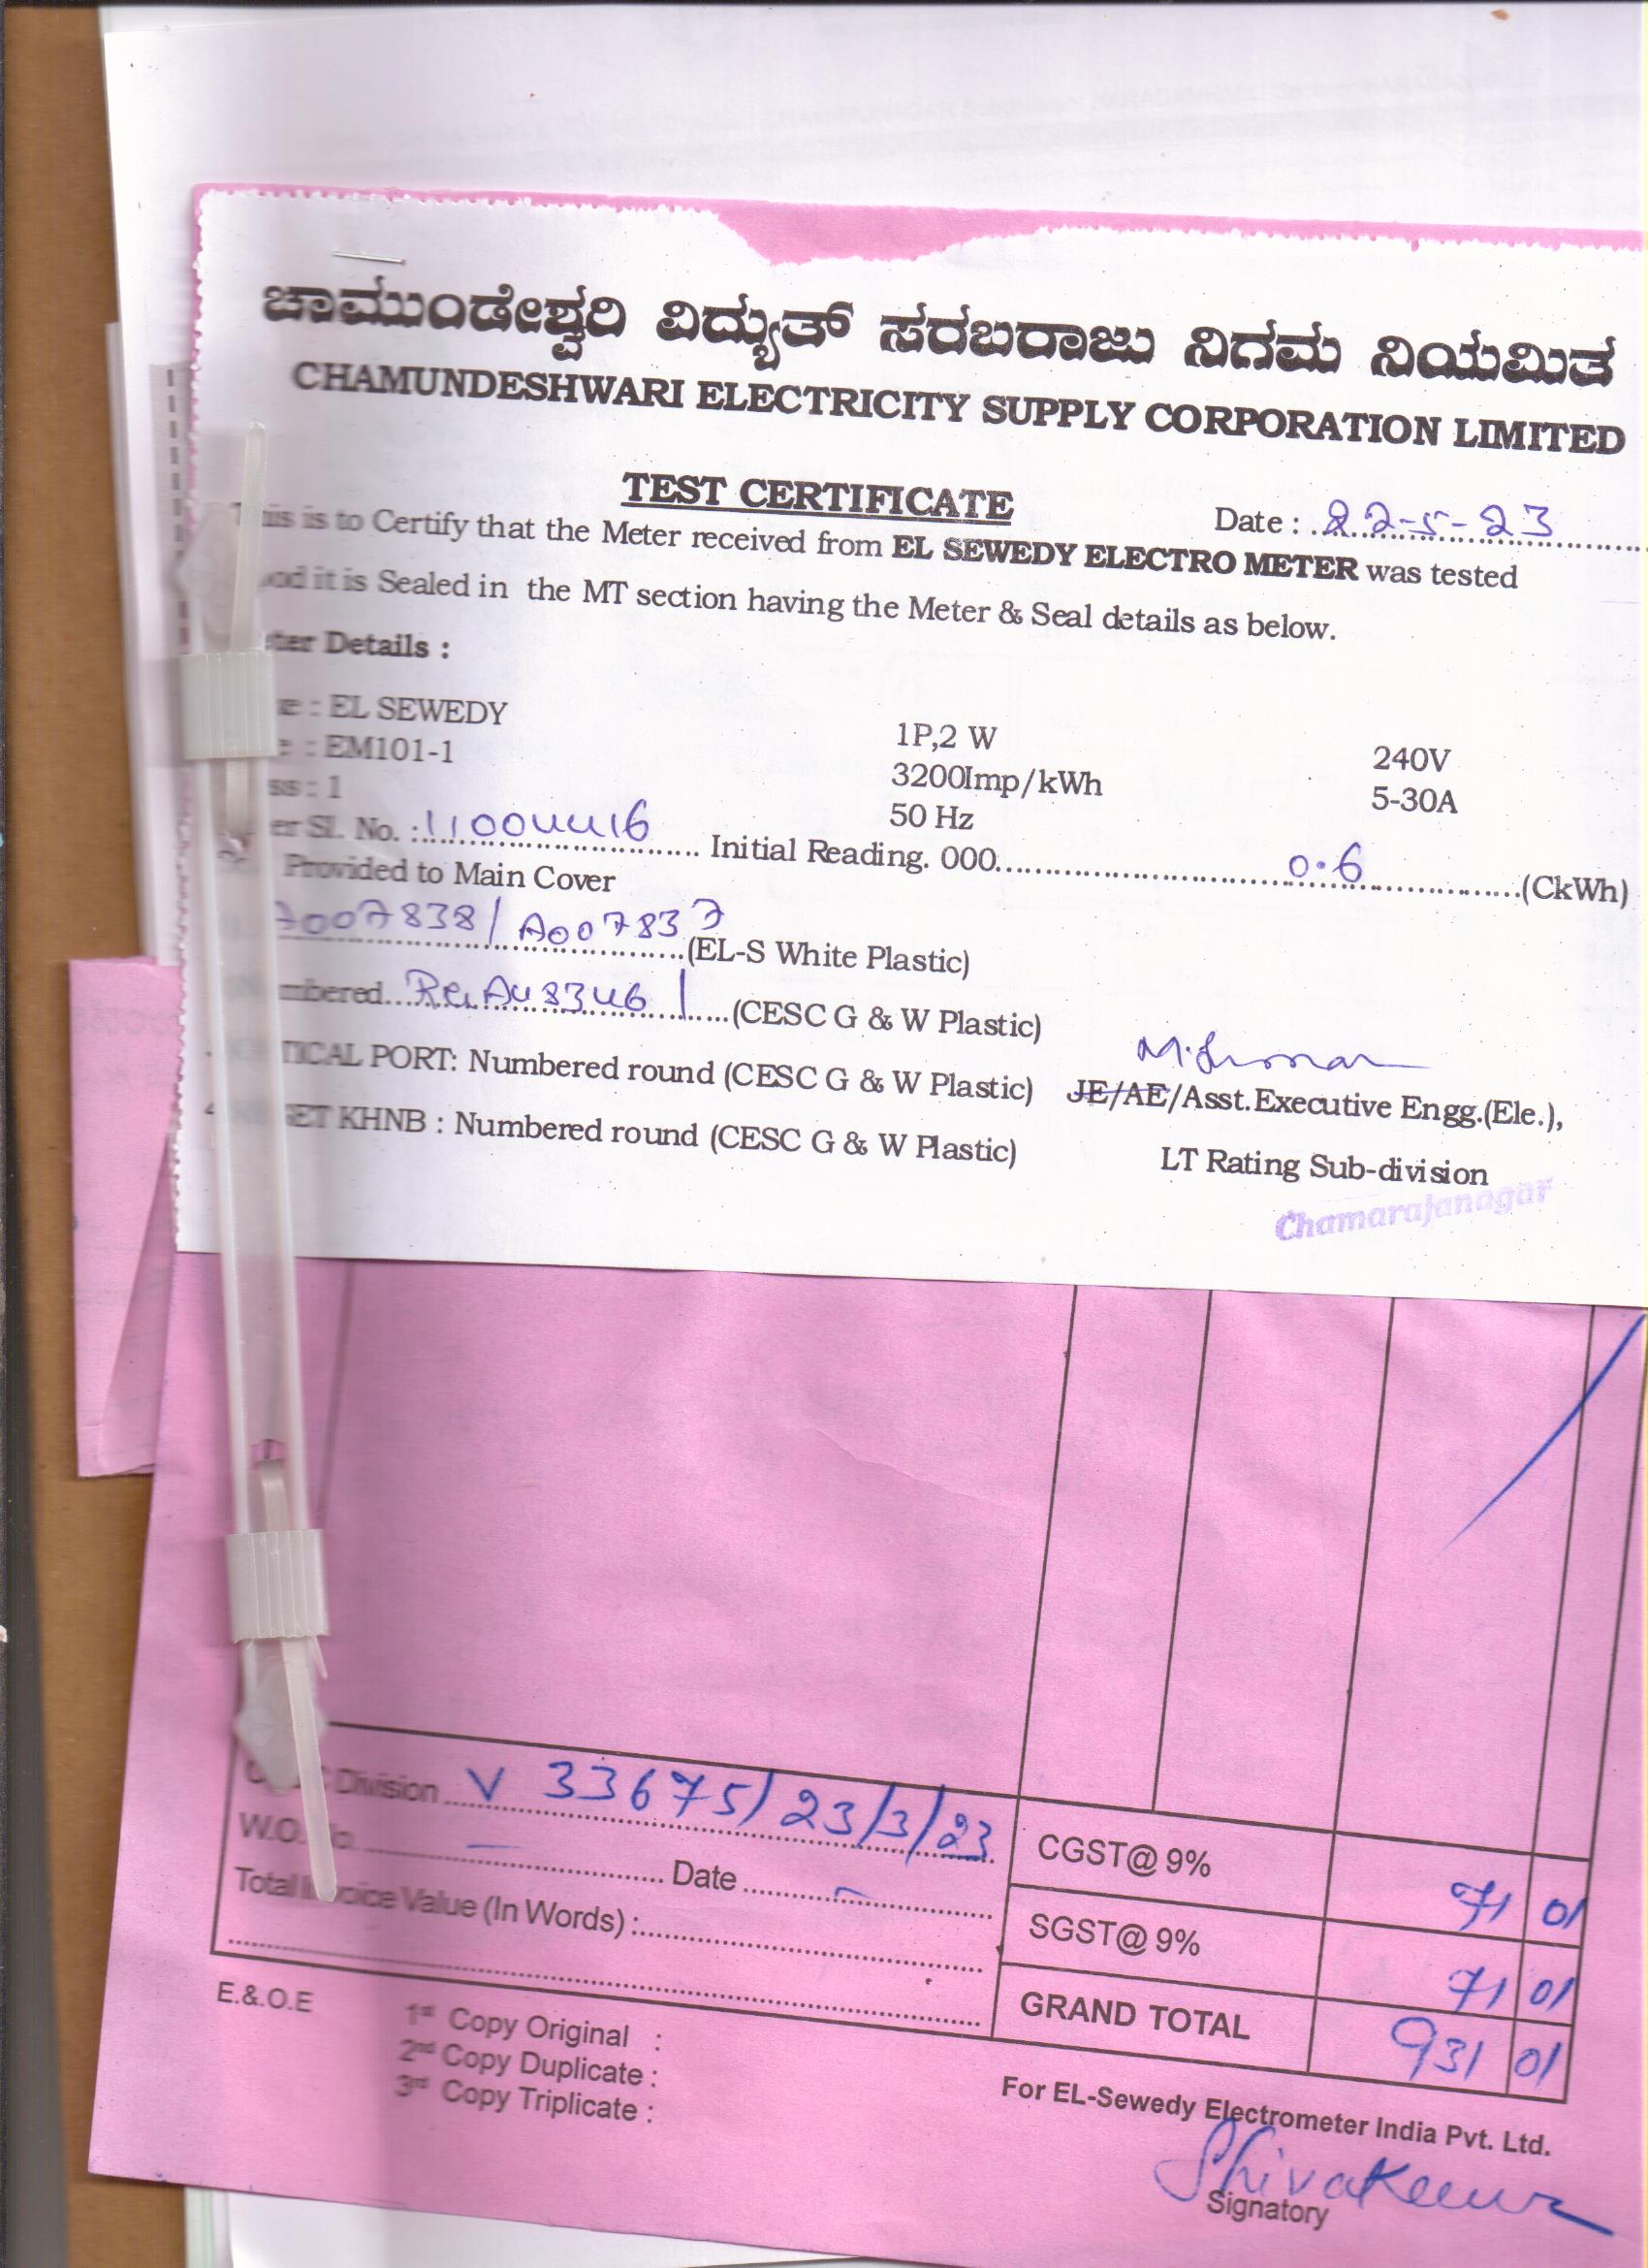 ಚಾಮುಂಡೇಶ್ವರಿ ವಿದ್ಯುತ್ ಸರಬರಾಜು ನಿಗಮ ನಿಯಮಿತ
CHAMUNDESHWARI ELECTRICITY SUPPLY CORPORATION LIMITED
TEST CERTIFICATE
Date : 22-5-23
is is to Certify that the Meter received from EL SEWEDY ELECTRO METER was tested
it is Sealed in the MT section having the Meter & Seal details as below.
Details :
: EL SEWEDY 1P,2 W 240V
: EM101-1 3200Imp/kWh 5-30A
: 1 50 Hz
Sl. No. : 11004416 Initial Reading. 000 0.6 (CkWh)
Provided to Main Cover
A007838/ A007837 (EL-S White Plastic)
(CESC G & W Plastic)
TICAL PORT: Numbered round (CESC G & W Plastic) JE/AE/Asst.Executive Engg.(Ele.),
KHNB : Numbered round (CESC G & W Plastic) LT Rating Sub-division
Chamarajanagar
Division V 33675/23/3/23
W.O. No. — Date —
Total Invoice Value (In Words) :
CGST@ 9% 71 01
SGST@ 9% 71 01
GRAND TOTAL 931 01
E.&.O.E
1st Copy Original :
2nd Copy Duplicate :
3rd Copy Triplicate :
For EL-Sewedy Electrometer India Pvt. Ltd.
Signatory